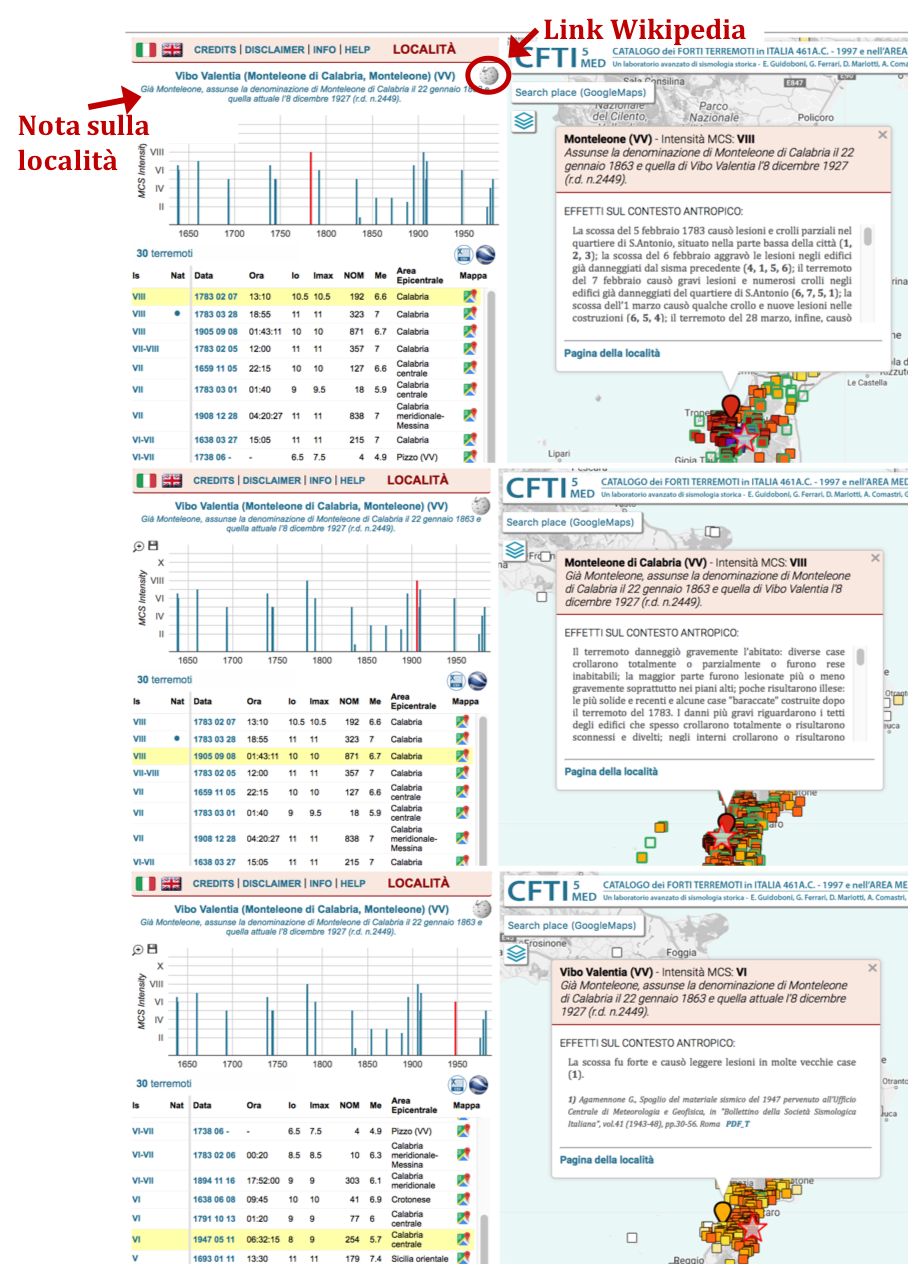 Link Wikipedia
CREDITS | DISCLAIMER | INFO | HELP LOCALITÀ
Vibo Valentia (Monteleone di Calabria, Monteleone) (VV)
Già Monteleone, assunse la denominazione di Monteleone di Calabria il 22 gennaio 1863 e
quella attuale l'8 dicembre 1927 (r.d. n.2449).
Nota sulla
località
VIII
VI
IV
II
MCS Intensity
1650 1700 1750 1800 1850 1900 1950
30 terremoti
Is Nat Data Ora Io Imax NOM Me Area Epicentrale Mappa
VIII 1783 02 07 13:10 10.5 10.5 192 6.6 Calabria
VIII 1783 03 28 18:55 11 11 323 7 Calabria
VIII 1905 09 08 01:43:11 10 10 871 6.7 Calabria
VII-VIII 1783 02 05 12:00 11 11 357 7 Calabria
VII 1659 11 05 22:15 10 10 127 6.6 Calabria centrale
VII 1783 03 01 01:40 9 9.5 18 5.9 Calabria centrale
VII 1908 12 28 04:20:27 11 11 838 7 Calabria meridionale-Messina
VI-VII 1638 03 27 15:05 11 11 215 7 Calabria
VI-VII 1738 06 - - 6.5 7.5 4 4.9 Pizzo (VV)
CFTI 5 MED
CATALOGO dei FORTI TERREMOTI in ITALIA 461A.C. - 1997 e nell'AREA
Un laboratorio avanzato di sismologia storica - E. Guidoboni, G. Ferrari, D. Mariotti, A. Coma
Sala Consilina
E847
Search place (GoogleMaps)
Nazionale
del Cilento,
Parco
Nazionale
Policoro
Monteleone (VV) - Intensità MCS: VIII
Assunse la denominazione di Monteleone di Calabria il 22
gennaio 1863 e quella di Vibo Valentia l'8 dicembre 1927
(r.d. n.2449).
EFFETTI SUL CONTESTO ANTROPICO:
La scossa del 5 febbraio 1783 causò lesioni e crolli parziali nel
quartiere di S.Antonio, situato nella parte bassa della città (1,
2, 3); la scossa del 6 febbraio aggravò le lesioni negli edifici
già danneggiati dal sisma precedente (4, 1, 5, 6); il terremoto
del 7 febbraio causò gravi lesioni e numerosi crolli negli
edifici già danneggiati del quartiere di S.Antonio (6, 7, 5, 1); la
scossa dell'1 marzo causò qualche crollo e nuove lesioni nelle
costruzioni (6, 5, 4); il terremoto del 28 marzo, infine, causò
Pagina della località
Le Castella
Trope
Lipari
Gioia Tau
CREDITS | DISCLAIMER | INFO | HELP LOCALITÀ
Vibo Valentia (Monteleone di Calabria, Monteleone) (VV)
Già Monteleone, assunse la denominazione di Monteleone di Calabria il 22 gennaio 1863 e
quella attuale l'8 dicembre 1927 (r.d. n.2449).
X
VIII
VI
IV
II
MCS Intensity
1650 1700 1750 1800 1850 1900 1950
30 terremoti
Is Nat Data Ora Io Imax NOM Me Area Epicentrale Mappa
VIII 1783 02 07 13:10 10.5 10.5 192 6.6 Calabria
VIII 1783 03 28 18:55 11 11 323 7 Calabria
VIII 1905 09 08 01:43:11 10 10 871 6.7 Calabria
VII-VIII 1783 02 05 12:00 11 11 357 7 Calabria
VII 1659 11 05 22:15 10 10 127 6.6 Calabria centrale
VII 1783 03 01 01:40 9 9.5 18 5.9 Calabria centrale
VII 1908 12 28 04:20:27 11 11 838 7 Calabria meridionale-Messina
VI-VII 1638 03 27 15:05 11 11 215 7 Calabria
CFTI 5 MED
CATALOGO dei FORTI TERREMOTI in ITALIA 461A.C. - 1997 e nell'AREA MED
Un laboratorio avanzato di sismologia storica - E. Guidoboni, G. Ferrari, D. Mariotti, A. Comastri, G
Search place (GoogleMaps)
Monteleone di Calabria (VV) - Intensità MCS: VIII
Già Monteleone, assunse la denominazione di Monteleone
di Calabria il 22 gennaio 1863 e quella di Vibo Valentia l'8
dicembre 1927 (r.d. n.2449).
EFFETTI SUL CONTESTO ANTROPICO:
Il terremoto danneggiò gravemente l'abitato: diverse case
crollarono totalmente o parzialmente o furono rese
inabitabili; la maggior parte furono lesionate più o meno
gravemente soprattutto nei piani alti; poche risultarono illese:
le più solide e recenti e alcune case "baraccate" costruite dopo
il terremoto del 1783. I danni più gravi riguardarono i tetti
degli edifici che spesso crollarono totalmente o risultarono
sconnessi e divelti; negli interni crollarono o risultarono
Pagina della località
CREDITS | DISCLAIMER | INFO | HELP LOCALITÀ
Vibo Valentia (Monteleone di Calabria, Monteleone) (VV)
Già Monteleone, assunse la denominazione di Monteleone di Calabria il 22 gennaio 1863 e
quella attuale l'8 dicembre 1927 (r.d. n.2449).
X
VIII
VI
VI
II
MCS Intensity
1650 1700 1750 1800 1850 1900 1950
30 terremoti
Is Nat Data Ora Io Imax NOM Me Area Epicentrale Mappa
VI-VII 1738 06 - - 6.5 7.5 4 4.9 Pizzo (VV)
VI-VII 1783 02 06 00:20 8.5 8.5 10 6.3 Calabria meridionale-Messina
VI-VII 1894 11 16 17:52:00 9 9 303 6.1 Calabria meridionale
VI 1638 06 08 09:45 10 10 41 6.9 Crotonese
VI 1791 10 13 01:20 9 9 77 6 Calabria centrale
VI 1947 05 11 06:32:15 8 9 254 5.7 Calabria centrale
V 1693 01 11 13:30 11 11 179 7.4 Sicilia orientale
CFTI 5 MED
CATALOGO dei FORTI TERREMOTI in ITALIA 461A.C. - 1997 e nell'AREA ME
Un laboratorio avanzato di sismologia storica - E. Guidoboni, G. Ferrari, D. Mariotti, A. Comastri,
Search place (GoogleMaps)
Frosinone
Foggia
Vibo Valentia (VV) - Intensità MCS: VI
Già Monteleone, assunse la denominazione di Monteleone
di Calabria il 22 gennaio 1863 e quella attuale l'8 dicembre
1927 (r.d. n.2449).
EFFETTI SUL CONTESTO ANTROPICO:
La scossa fu forte e causò leggere lesioni in molte vecchie case
(1).
1) Agamennone G., Spoglio del materiale sismico del 1947 pervenuto all'Ufficio
Centrale di Meteorologia e Geofisica, in "Bollettino della Società Sismologica
Italiana", vol.41 (1943-48), pp.30-56. Roma PDF_T
Pagina della località
Otranto
Reggio